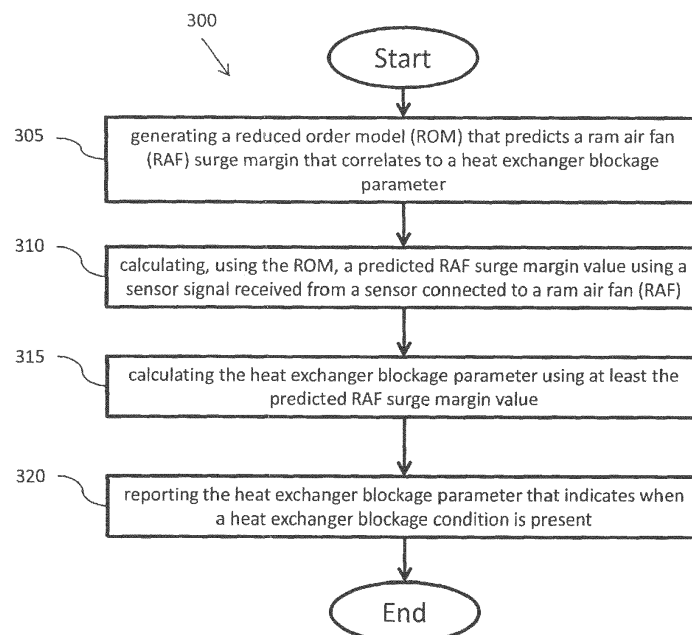 300
Start
305
generating a reduced order model (ROM) that predicts a ram air fan
(RAF) surge margin that correlates to a heat exchanger blockage
parameter
310
calculating, using the ROM, a predicted RAF surge margin value using a
sensor signal received from a sensor connected to a ram air fan (RAF)
315
calculating the heat exchanger blockage parameter using at least the
predicted RAF surge margin value
320
reporting the heat exchanger blockage parameter that indicates when
a heat exchanger blockage condition is present
End